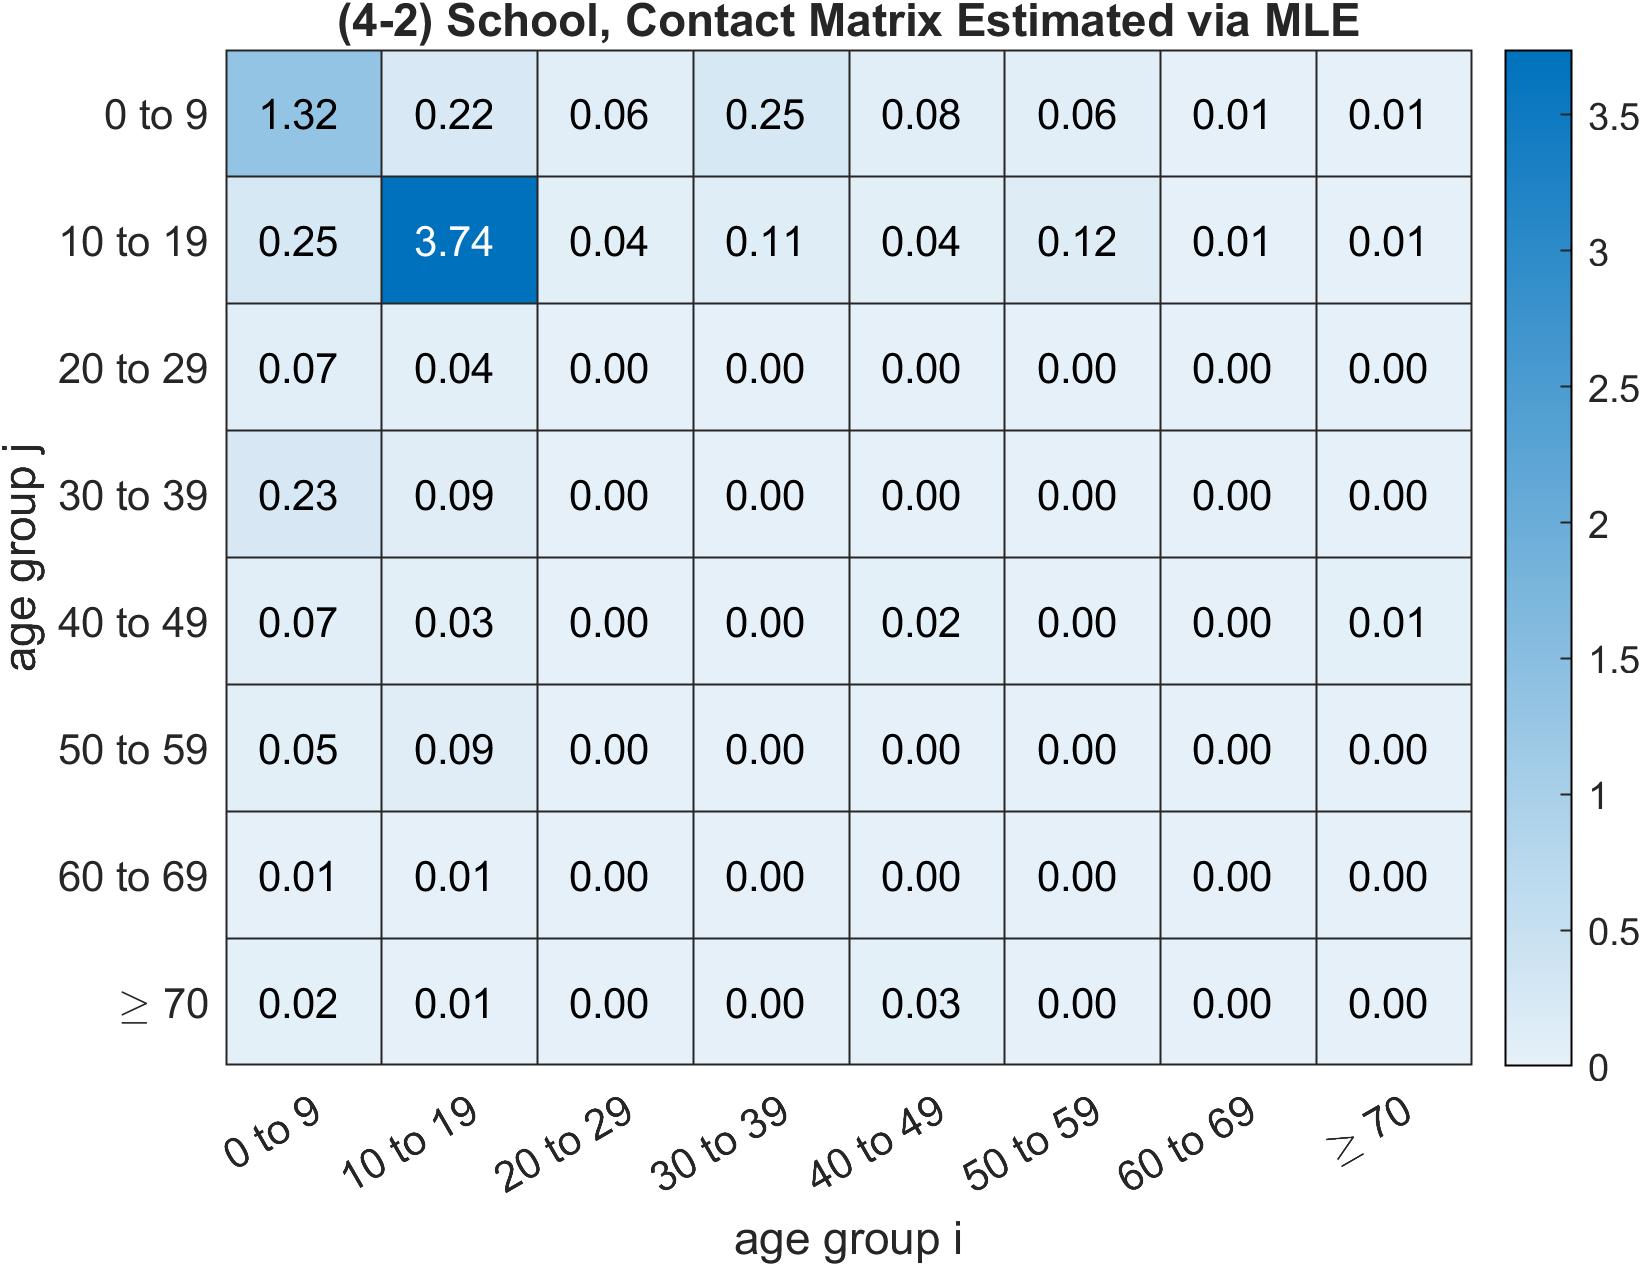 (4-2) School, Contact Matrix Estimated via MLE
0 to 9 1.32 0.22 0.06 0.25 0.08 0.06 0.01 0.01
10 to 19 0.25 3.74 0.04 0.11 0.04 0.12 0.01 0.01
20 to 29 0.07 0.04 0.00 0.00 0.00 0.00 0.00 0.00
30 to 39 0.23 0.09 0.00 0.00 0.00 0.00 0.00 0.00
40 to 49 0.07 0.03 0.00 0.00 0.02 0.00 0.00 0.01
50 to 59 0.05 0.09 0.00 0.00 0.00 0.00 0.00 0.00
60 to 69 0.01 0.01 0.00 0.00 0.00 0.00 0.00 0.00
≥ 70 0.02 0.01 0.00 0.00 0.03 0.00 0.00 0.00
0 to 9 10 to 19 20 to 29 30 to 39 40 to 49 50 to 59 60 to 69 ≥ 70
age group i
age group j
3.5
3
2.5
2
1.5
1
0.5
0